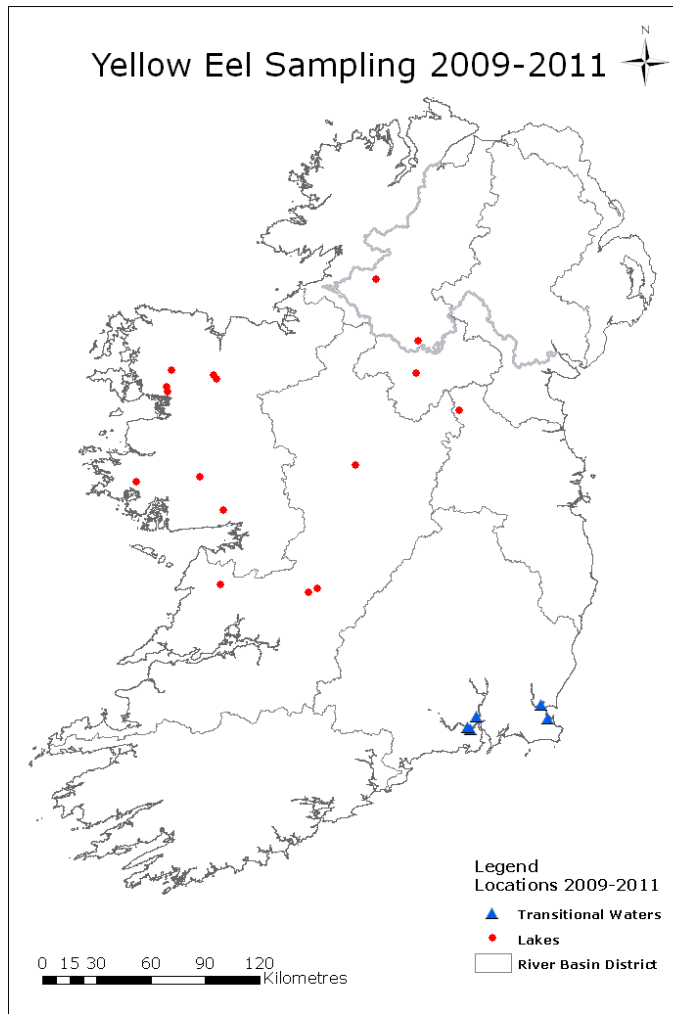 N
Yellow Eel Sampling 2009-2011
Legend
Locations 2009-2011
Transitional Waters
Lakes
River Basin District
0 15 30 60 90 120
Kilometres